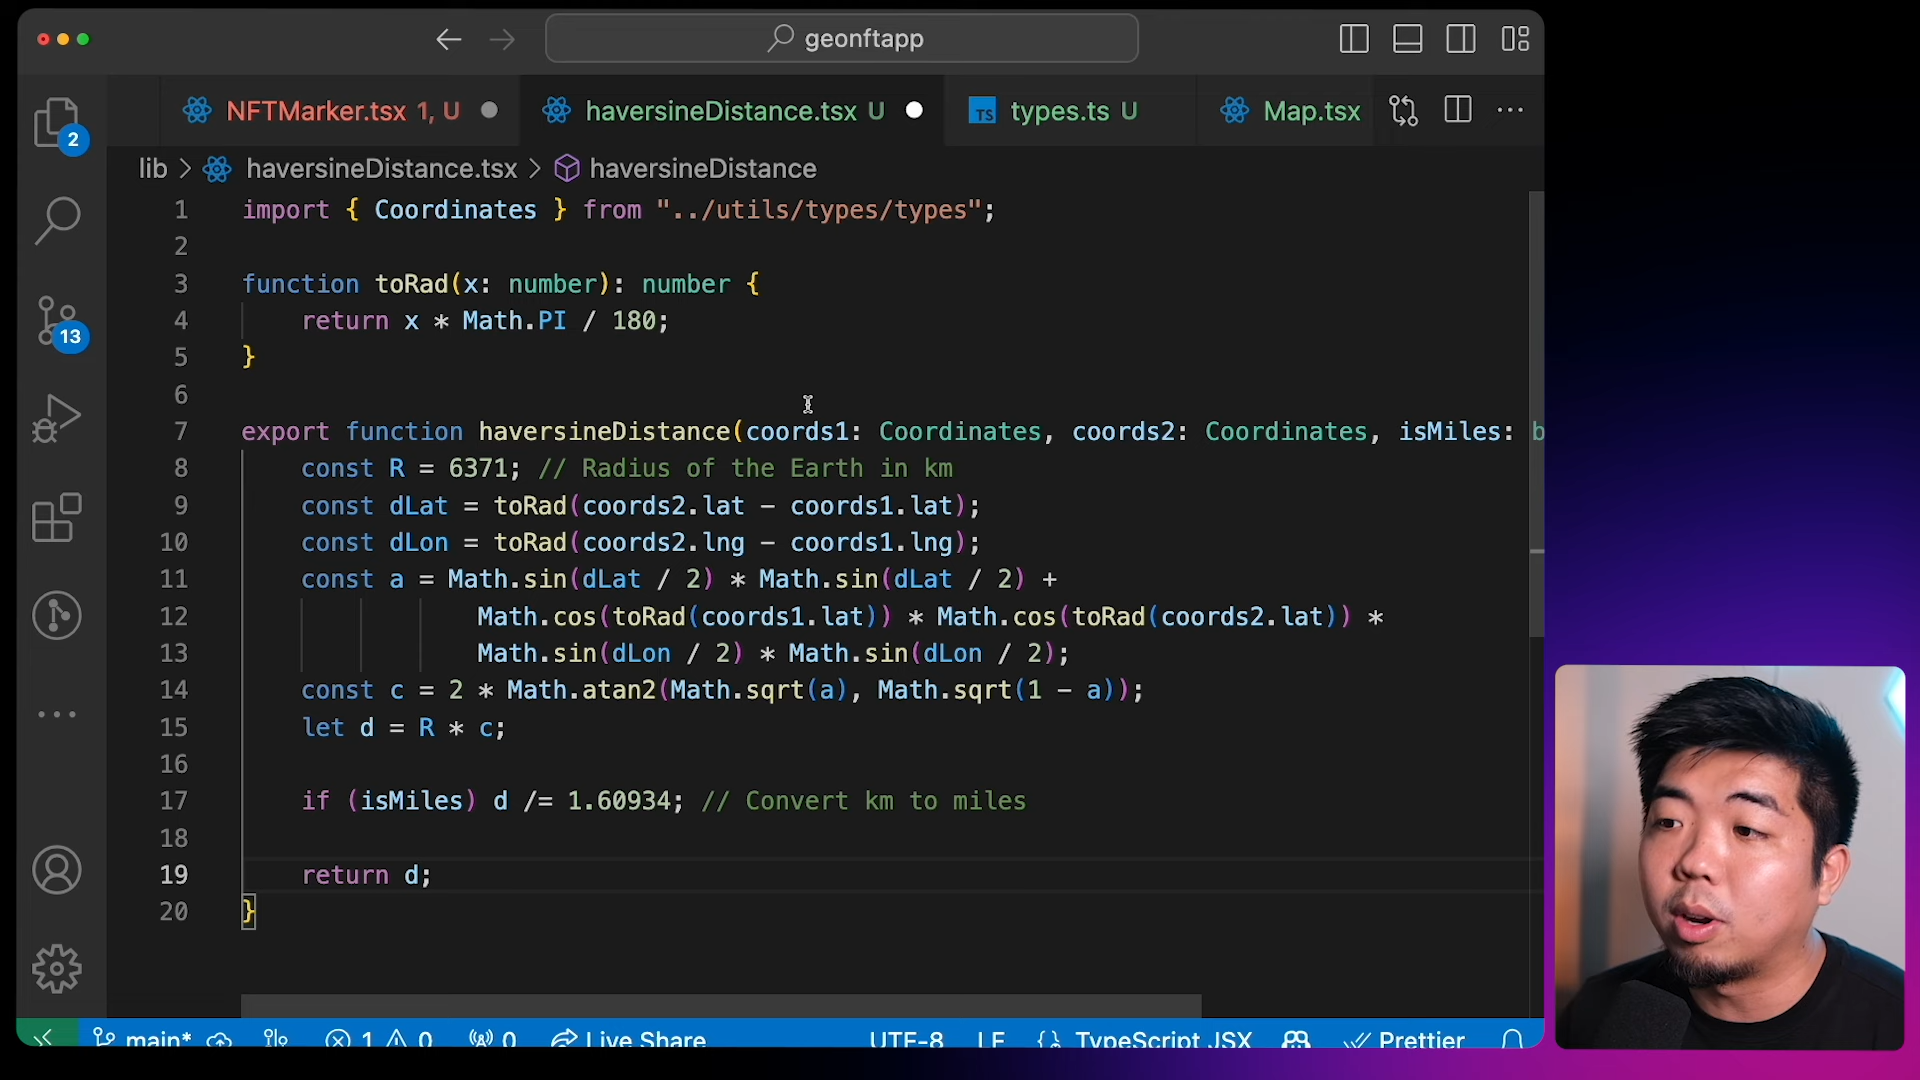 geonftapp
NFTMarker.tsx 1, U
haversineDistance.tsx U
TS types.ts U
Map.tsx
lib > haversineDistance.tsx > haversineDistance
2
13
1 import { Coordinates } from "../utils/types/types";
2
3 function toRad(x: number): number {
4 return x * Math.PI / 180;
5 }
6
7 export function haversineDistance(coords1: Coordinates, coords2: Coordinates, isMiles: b
8 const R = 6371; // Radius of the Earth in km
9 const dLat = toRad(coords2.lat - coords1.lat);
10 const dLon = toRad(coords2.lng - coords1.lng);
11 const a = Math.sin(dLat / 2) * Math.sin(dLat / 2) +
12 Math.cos(toRad(coords1.lat)) * Math.cos(toRad(coords2.lat)) *
13 Math.sin(dLon / 2) * Math.sin(dLon / 2);
14 const c = 2 * Math.atan2(Math.sqrt(a), Math.sqrt(1 - a));
15 let d = R * c;
16
17 if (isMiles) d /= 1.60934; // Convert km to miles
18
19 return d;
20 }
main* 1 0 0 Live Share UTF-8 LF {} TypeScript JSX Prettier